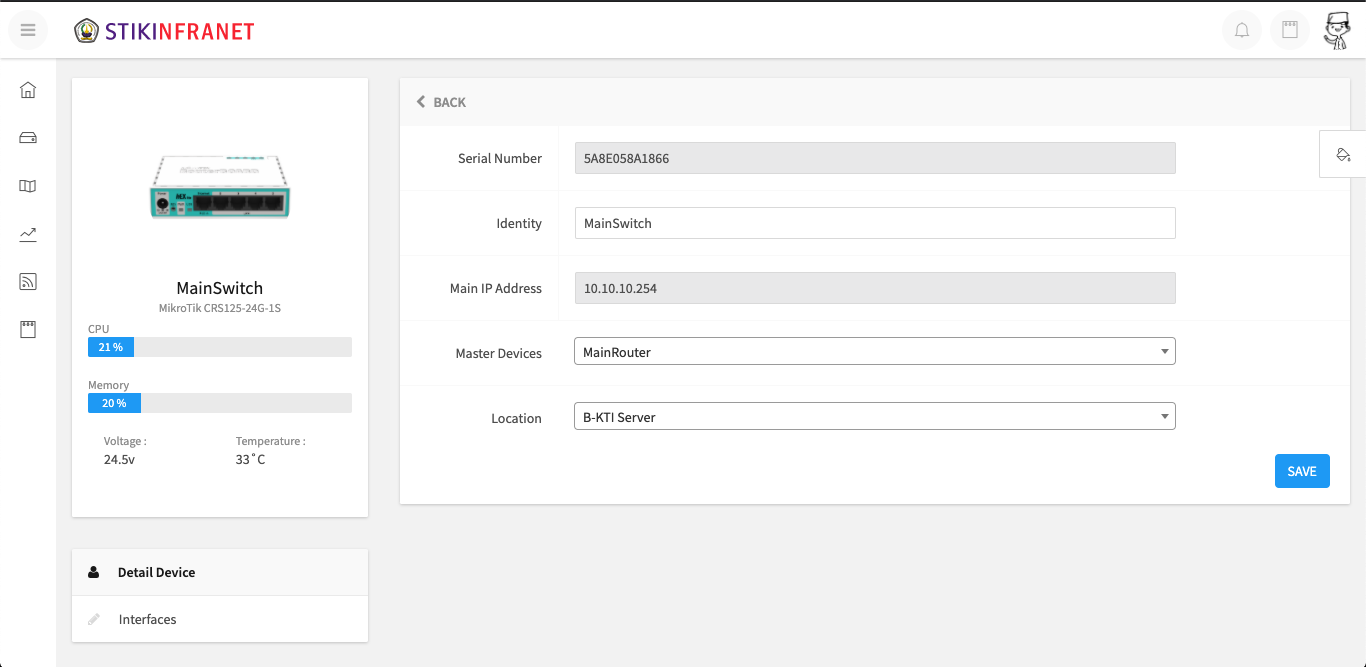 STIKINFRANET
MainSwitch
MikroTik CRS125-24G-1S
CPU
21 %
Memory
20 %
Voltage :
24.5v
Temperature :
33°C
Detail Device
Interfaces
BACK
Serial Number
5A8E058A1866
Identity
MainSwitch
Main IP Address
10.10.10.254
Master Devices
MainRouter
Location
B-KTI Server
SAVE